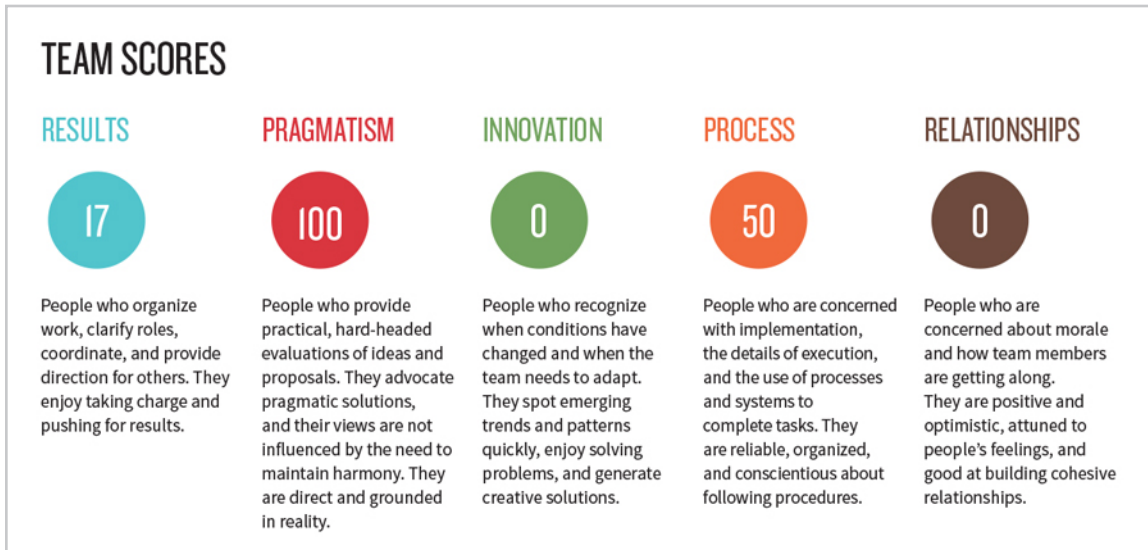 TEAM SCORES
RESULTS
17
People who organize
work, clarify roles,
coordinate, and provide
direction for others. They
enjoy taking charge and
pushing for results.
PRAGMATISM
100
People who provide
practical, hard-headed
evaluations of ideas and
proposals. They advocate
pragmatic solutions,
and their views are not
influenced by the need to
maintain harmony. They
are direct and grounded
in reality.
INNOVATION
0
People who recognize
when conditions have
changed and when the
team needs to adapt.
They spot emerging
trends and patterns
quickly, enjoy solving
problems, and generate
creative solutions.
PROCESS
50
People who are concerned
with implementation,
the details of execution,
and the use of processes
and systems to
complete tasks. They
are reliable, organized,
and conscientious about
following procedures.
RELATIONSHIPS
0
People who are
concerned about morale
and how team members
are getting along.
They are positive and
optimistic, attuned to
people’s feelings, and
good at building cohesive
relationships.